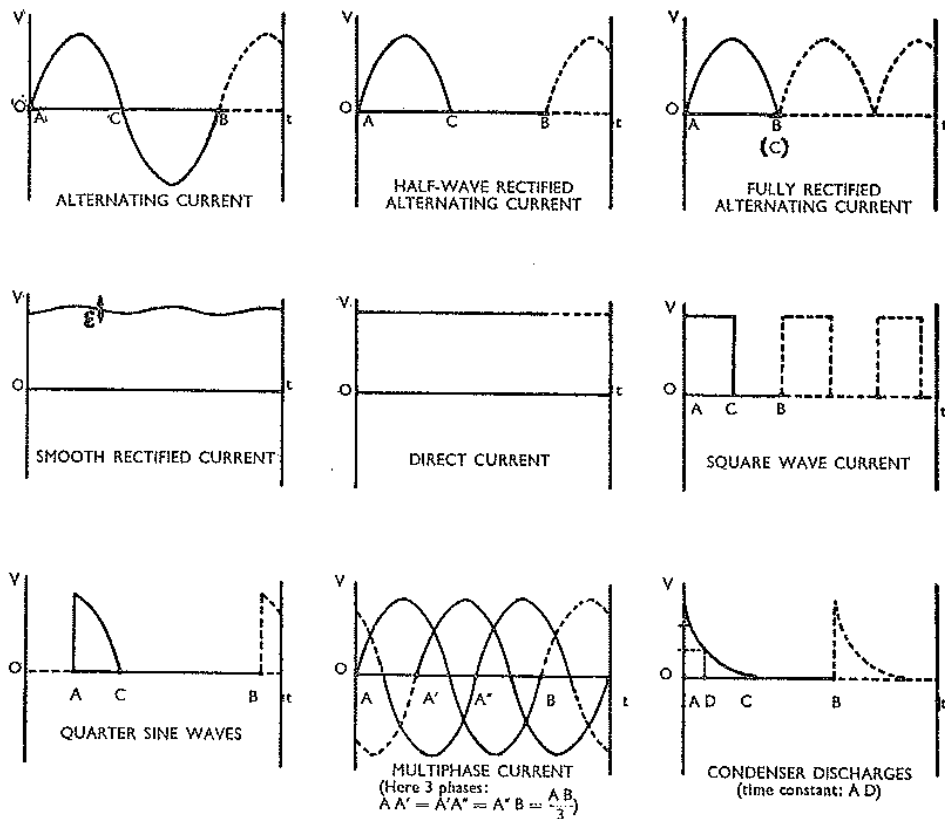 V
O
A
C
B
t
ALTERNATING CURRENT
V
O
A
C
B
t
HALF-WAVE RECTIFIED
ALTERNATING CURRENT
V
O
A
B
(C)
t
FULLY RECTIFIED
ALTERNATING CURRENT
V
ε
O
t
SMOOTH RECTIFIED CURRENT
V
O
t
DIRECT CURRENT
V
O
A
C
B
t
SQUARE WAVE CURRENT
V
O
A
C
B
t
QUARTER SINE WAVES
V
O
A
A'
A"
B
t
MULTIPHASE CURRENT
(Here 3 phases:
A A' = A'A" = A" B = A B/3)
V
O
A D
C
B
t
CONDENSER DISCHARGES
(time constant: A D)